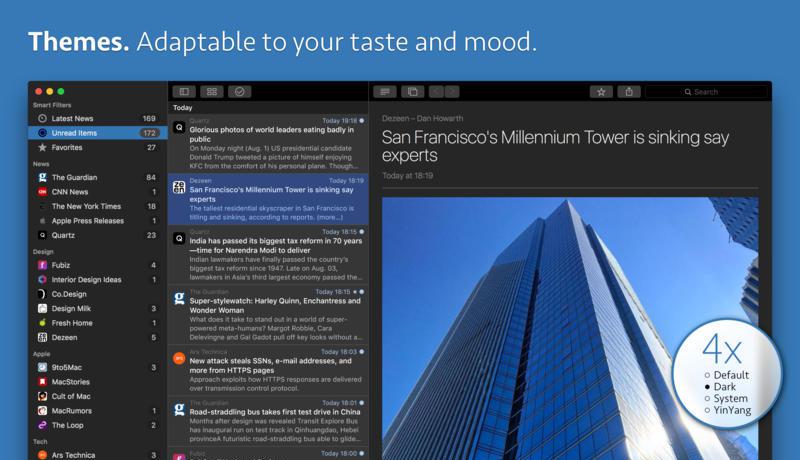 Themes. Adaptable to your taste and mood.
Smart Filters
Latest News 169
Unread Items 172
Favorites 27
News
The Guardian 84
CNN News 1
The New York Times 18
Apple Press Releases 1
Quartz 23
Design
Fubiz 4
Interior Design Ideas 1
Co.Design
Design Milk 3
Fresh Home 1
Dezeen 5
Apple
9to5Mac 3
MacStories
Cult of Mac
MacRumors 1
The Loop 2
Tech
Ars Technica 3
Today
Quartz Today 19:18
Glorious photos of world leaders eating badly in
public
On Monday night (Aug. 1) US presidential candidate
Donald Trump tweeted a picture of himself enjoying
KFC from the comfort of his personal plane. Though...
Dezeen Today 18:19
San Francisco's Millennium Tower is sinking say
experts
The tallest residential skyscraper in San Francisco is
tilting and sinking, according to reports. (more...)
Quartz Today 18:15
India has passed its biggest tax reform in 70 years
—time for Narendra Modi to deliver
Indian lawmakers have finally passed the country's
biggest tax reform since 1947. Late on Aug. 03,
lawmakers in Asia's third largest economy passed the...
The Guardian Today 18:15
Super-stylewatch: Harley Quinn, Enchantress and
Wonder Woman
What does it take to stand out in a world of super-
powered meta-humans? Margot Robbie, Cara
Delevingne and Gal Gadot pull off key looks without a...
Ars Technica Today 18:03
New attack steals SSNs, e-mail addresses, and
more from HTTPS pages
Approach exploits how HTTPS responses are delivered
over transmission control protocol.
The Guardian Today 18:01
Road-straddling bus takes first test drive in China
Months after design was revealed Transit Explore Bus
has inaugural run on test track in Qinhuangdao, Hebei
provinceA futuristic road-straddling bus able to glide...
Fubiz Today 18:00
Search
Dezeen – Dan Howarth
San Francisco's Millennium Tower is sinking say
experts
Today at 18:19
4x
Default
Dark
System
YinYang